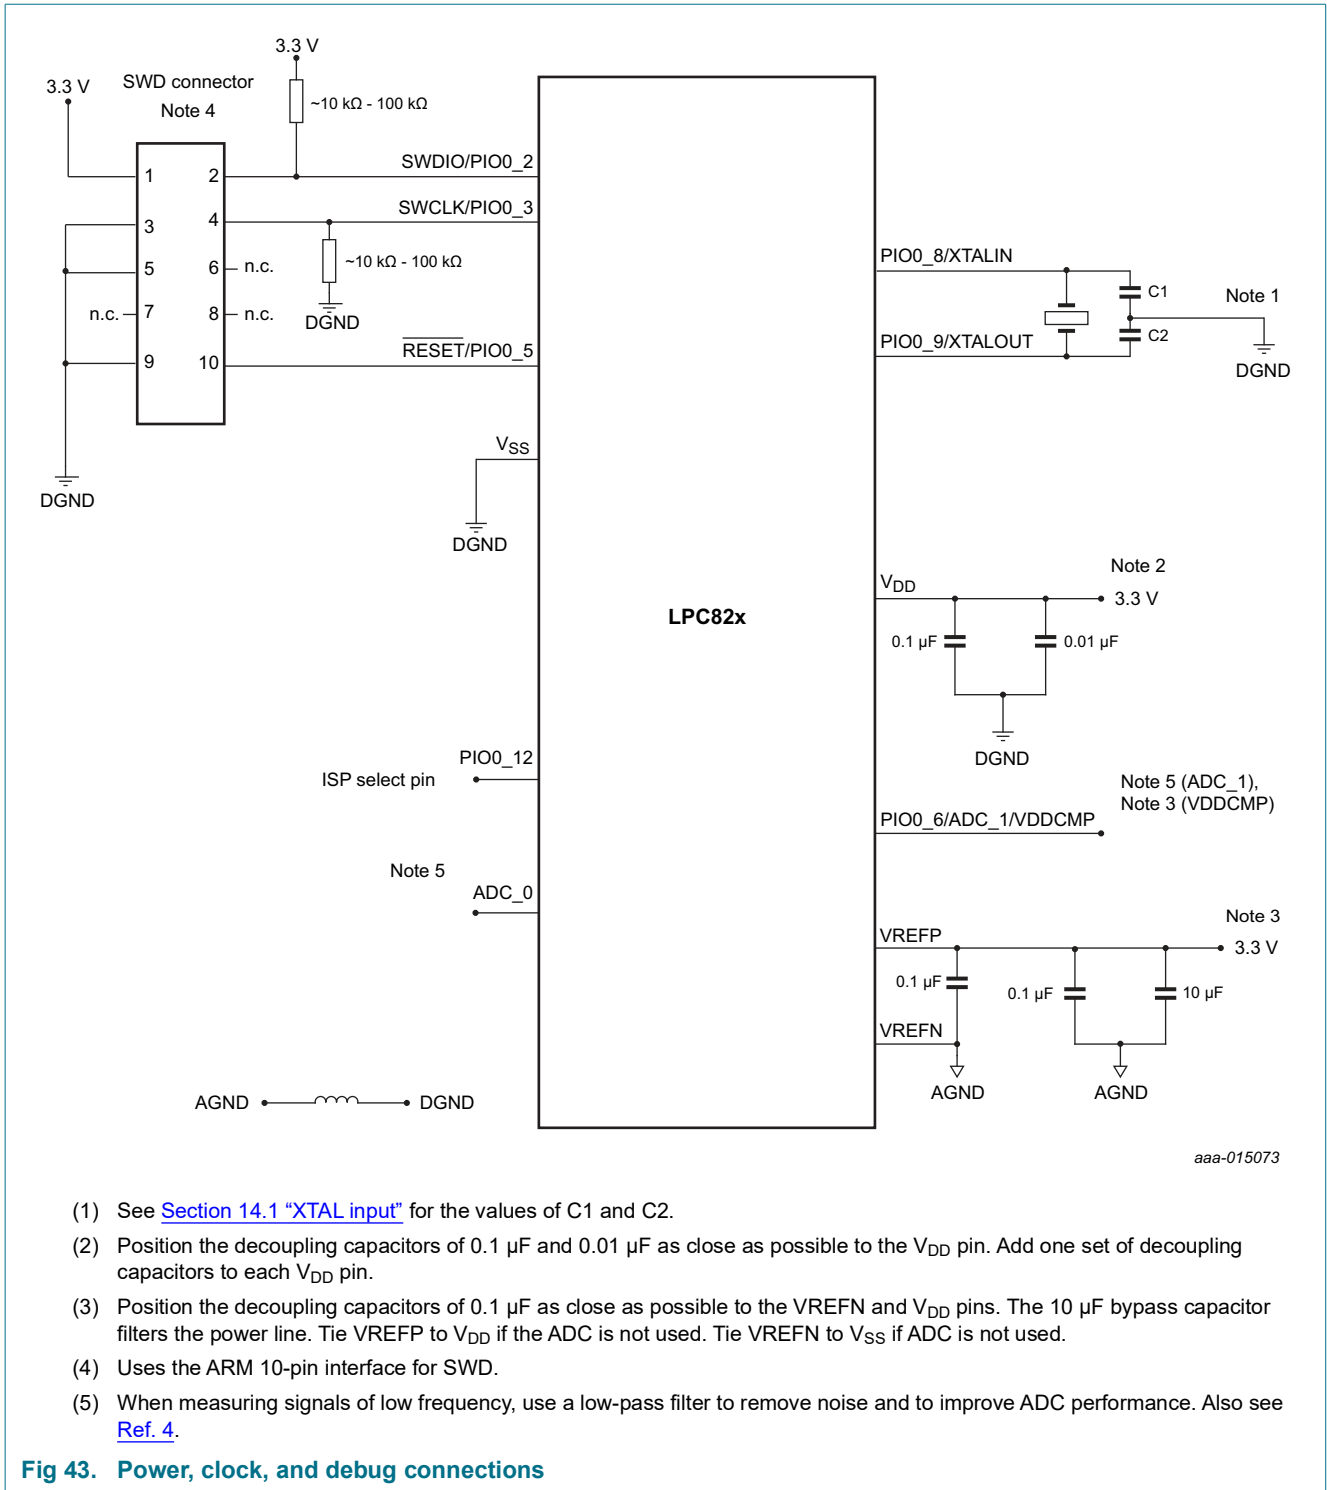 3.3 V
3.3 V
SWD connector
Note 4
~10 kΩ - 100 kΩ
1
2
SWDIO/PIO0_2
3
4
SWCLK/PIO0_3
5
6
n.c.
~10 kΩ - 100 kΩ
n.c.
7
8
n.c.
DGND
9
10
RESET/PIO0_5
DGND
VSS
DGND
PIO0_8/XTALIN
C1
Note 1
PIO0_9/XTALOUT
C2
DGND
LPC82x
VDD
Note 2
3.3 V
0.1 µF
0.01 µF
DGND
PIO0_12
ISP select pin
Note 5 (ADC_1),
Note 3 (VDDCMP)
PIO0_6/ADC_1/VDDCMP
Note 5
ADC_0
Note 3
VREFP
3.3 V
0.1 µF
0.1 µF
10 µF
VREFN
AGND
AGND
AGND
DGND
aaa-015073
(1) See Section 14.1 “XTAL input” for the values of C1 and C2.
(2) Position the decoupling capacitors of 0.1 µF and 0.01 µF as close as possible to the VDD pin. Add one set of decoupling
capacitors to each VDD pin.
(3) Position the decoupling capacitors of 0.1 µF as close as possible to the VREFN and VDD pins. The 10 µF bypass capacitor
filters the power line. Tie VREFP to VDD if the ADC is not used. Tie VREFN to VSS if ADC is not used.
(4) Uses the ARM 10-pin interface for SWD.
(5) When measuring signals of low frequency, use a low-pass filter to remove noise and to improve ADC performance. Also see
Ref. 4.
Fig 43. Power, clock, and debug connections